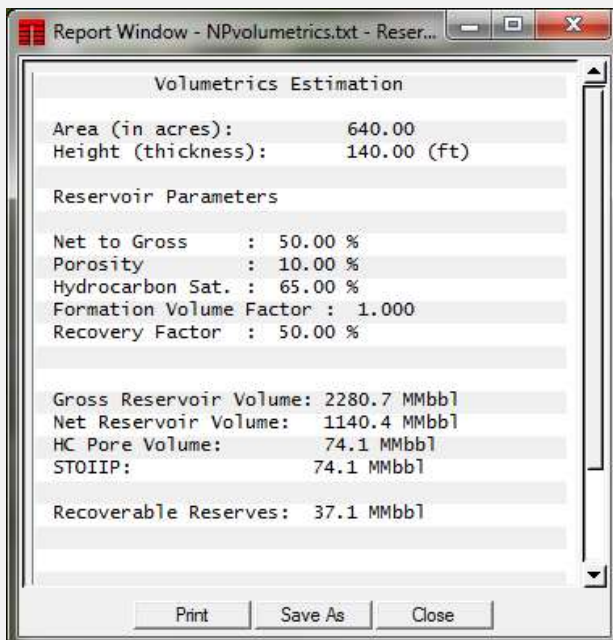 Report Window - NPvolumetrics.txt - Reser...
Volumetrics Estimation
Area (in acres): 640.00
Height (thickness): 140.00 (ft)
Reservoir Parameters
Net to Gross : 50.00 %
Porosity : 10.00 %
Hydrocarbon Sat. : 65.00 %
Formation Volume Factor : 1.000
Recovery Factor : 50.00 %
Gross Reservoir Volume: 2280.7 MMbbl
Net Reservoir Volume: 1140.4 MMbbl
HC Pore Volume: 74.1 MMbbl
STOIIP: 74.1 MMbbl
Recoverable Reserves: 37.1 MMbbl
Print Save As Close